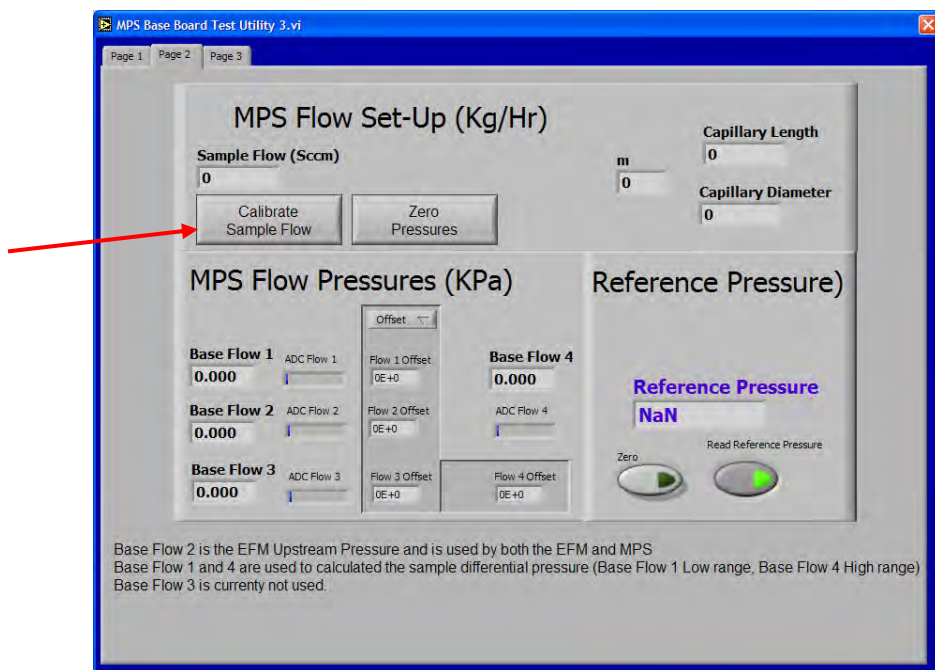 MPS Base Board Test Utility 3.vi
Page 1
Page 2
Page 3
MPS Flow Set-Up (Kg/Hr)
Sample Flow (Sccm)
0
m
0
Capillary Length
0
Capillary Diameter
0
Calibrate
Sample Flow
Zero
Pressures
MPS Flow Pressures (KPa)
Offset
Base Flow 1
0.000
ADC Flow 1
Flow 1 Offset
0E+0
Base Flow 4
0.000
Base Flow 2
0.000
ADC Flow 2
Flow 2 Offset
0E+0
ADC Flow 4
Base Flow 3
0.000
ADC Flow 3
Flow 3 Offset
0E+0
Flow 4 Offset
0E+0
Reference Pressure)
Reference Pressure
NaN
Zero
Read Reference Pressure
Base Flow 2 is the EFM Upstream Pressure and is used by both the EFM and MPS
Base Flow 1 and 4 are used to calculated the sample differential pressure (Base Flow 1 Low range, Base Flow 4 High range)
Base Flow 3 is currently not used.